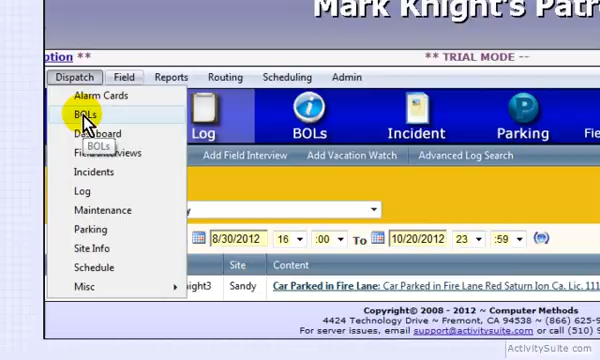 Mark Knight's Patr
ption ** ** TRIAL MODE --
Dispatch Field Reports Routing Scheduling Admin
Alarm Cards
BOLs
Log BOLs Incident Parking Fie
Dashboard
BOLs
Field Interviews Add Field Interview Add Vacation Watch Advanced Log Search
Incidents
Log
Maintenance y
Parking
8/30/2012 16 :00 To 10/20/2012 23 :59
Site Info
Schedule Site Content
Misc night3 Sandy Car Parked in Fire Lane: Car Parked in Fire Lane Red Saturn Ion Ca. Lic. 111
Copyright© 2008 - 2012 ~ Computer Methods
4424 Technology Drive ~ Fremont, CA 94538 ~ (866) 625-
For server issues, email support@activitysuite.com or call (510)
ActivitySuite.com